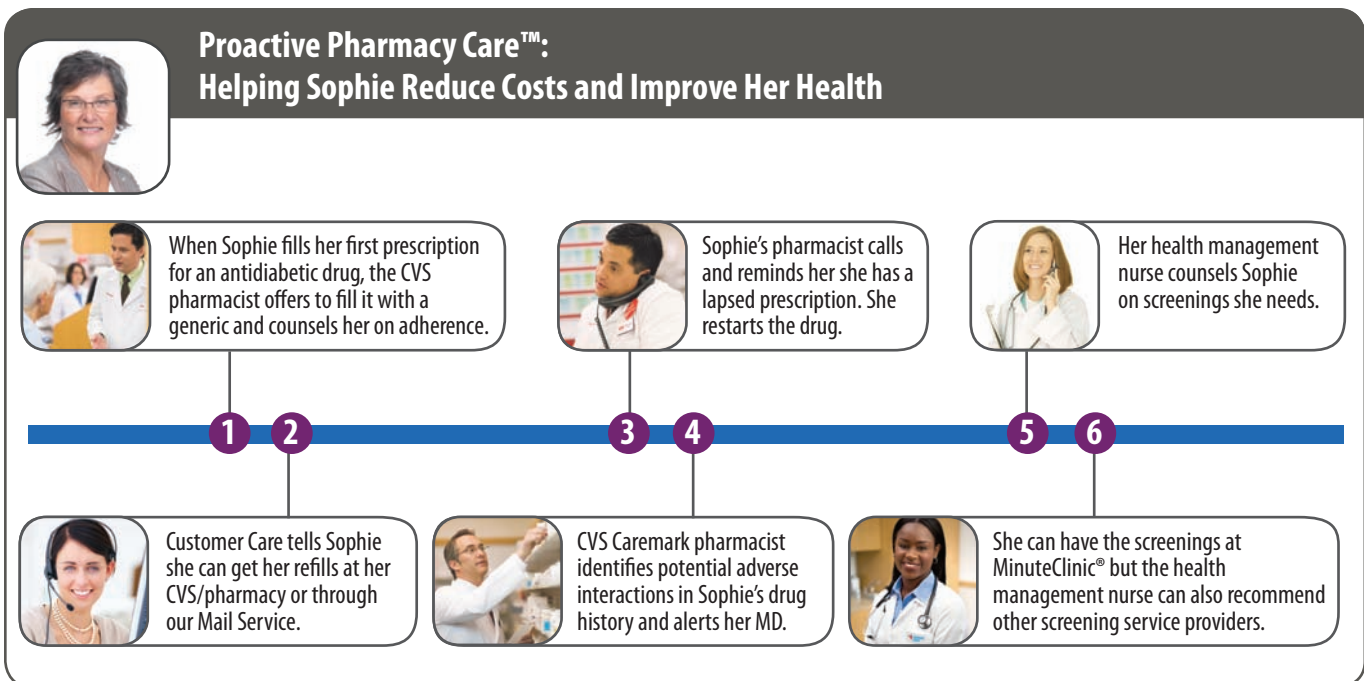 Proactive Pharmacy Care™:
Helping Sophie Reduce Costs and Improve Her Health
When Sophie fills her first prescription
for an antidiabetic drug, the CVS
pharmacist offers to fill it with a
generic and counsels her on adherence.
Sophie’s pharmacist calls
and reminds her she has a
lapsed prescription. She
restarts the drug.
Her health management
nurse counsels Sophie
on screenings she needs.
1 2 3 4 5 6
Customer Care tells Sophie
she can get her refills at her
CVS/pharmacy or through
our Mail Service.
CVS Caremark pharmacist
identifies potential adverse
interactions in Sophie’s drug
history and alerts her MD.
She can have the screenings at
MinuteClinic® but the health
management nurse can also recommend
other screening service providers.